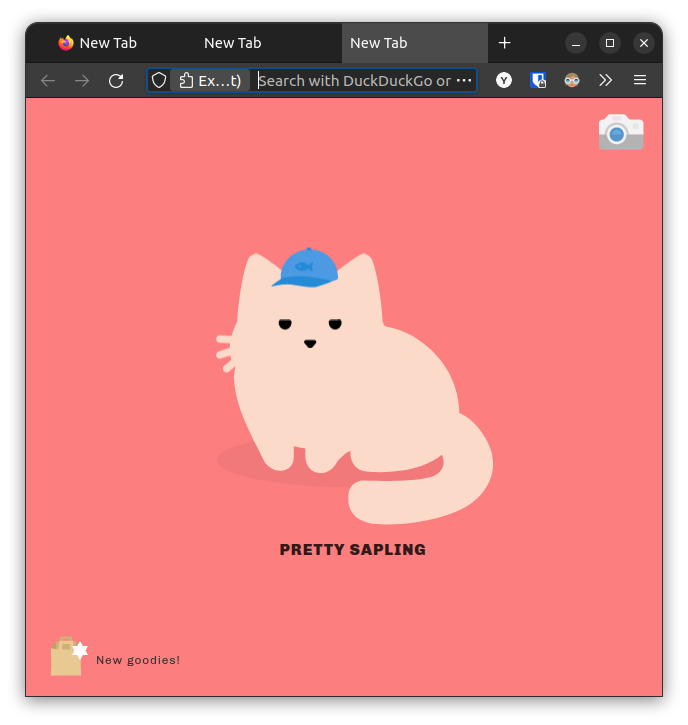 New Tab
New Tab
New Tab
Ex...t)
Search with DuckDuckGo or
Y
PRETTY SAPLING
New goodies!